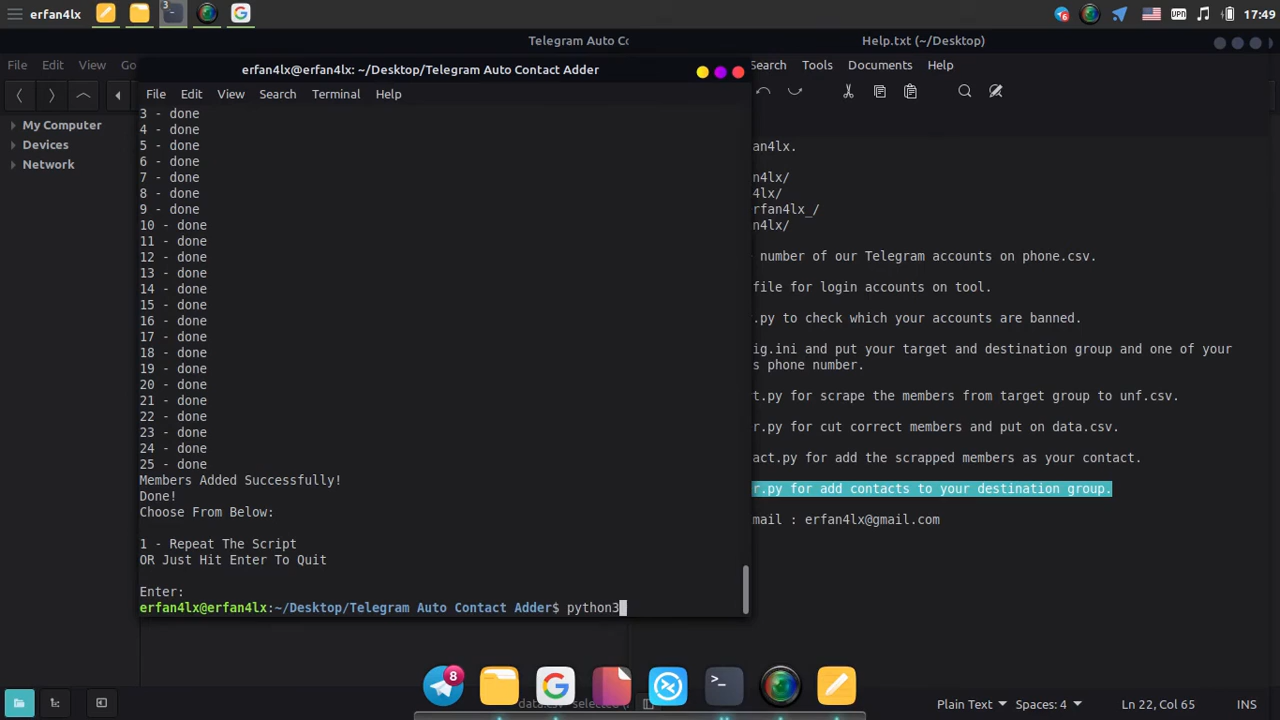 erfan4lx
3
6
17:49
Telegram Auto Co
Help.txt (~/Desktop)
File Edit View Go
Search Tools Documents Help
erfan4lx@erfan4lx: ~/Desktop/Telegram Auto Contact Adder
File Edit View Search Terminal Help
My Computer
Devices
Network
3 - done
4 - done
5 - done
6 - done
7 - done
8 - done
9 - done
10 - done
11 - done
12 - done
13 - done
14 - done
15 - done
16 - done
17 - done
18 - done
19 - done
20 - done
21 - done
22 - done
23 - done
24 - done
25 - done
Members Added Successfully!
Done!
Choose From Below:
1 - Repeat The Script
OR Just Hit Enter To Quit
Enter:
erfan4lx@erfan4lx:~/Desktop/Telegram Auto Contact Adder$ python3
an4lx.
n4lx/
4lx/
rfan4lx_/
n4lx/
number of our Telegram accounts on phone.csv.
file for login accounts on tool.
.py to check which your accounts are banned.
ig.ini and put your target and destination group and one of your
s phone number.
t.py for scrape the members from target group to unf.csv.
r.py for cut correct members and put on data.csv.
act.py for add the scrapped members as your contact.
r.py for add contacts to your destination group.
mail : erfan4lx@gmail.com
8
Plain Text Spaces: 4 Ln 22, Col 65 INS